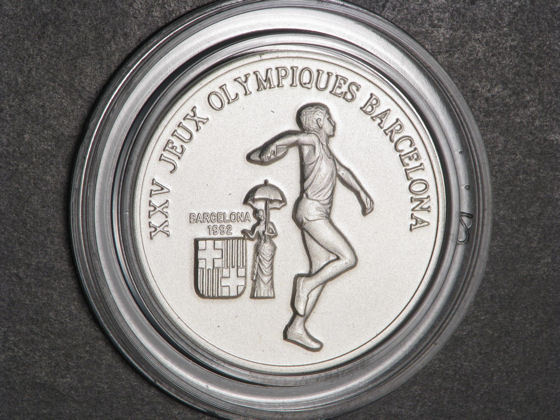 XXV JEUX OLYMPIQUES BARCELONA
BARCELONA
1992